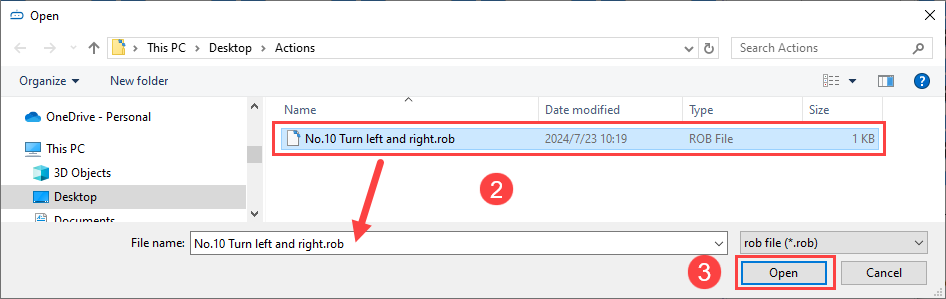 Open
This PC > Desktop > Actions
Search Actions
Organize
New folder
?
Name
Date modified
Type
Size
OneDrive - Personal
No.10 Turn left and right.rob
2024/7/23 10:19
ROB File
1 KB
This PC
3D Objects
Desktop
Documents
2
File name:
No.10 Turn left and right.rob
rob file (*.rob)
3
Open
Cancel